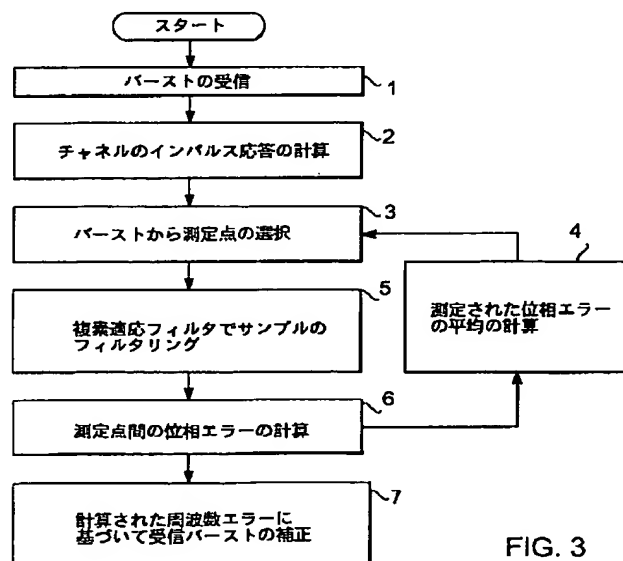 スタート
バーストの受信
1
チャネルのインパルス応答の計算
2
バーストから測定点の選択
3
測定された位相エラー
の平均の計算
4
複素適応フィルタでサンプルの
フィルタリング
5
測定点間の位相エラーの計算
6
計算された周波数エラーに
基づいて受信バーストの補正
7
FIG. 3